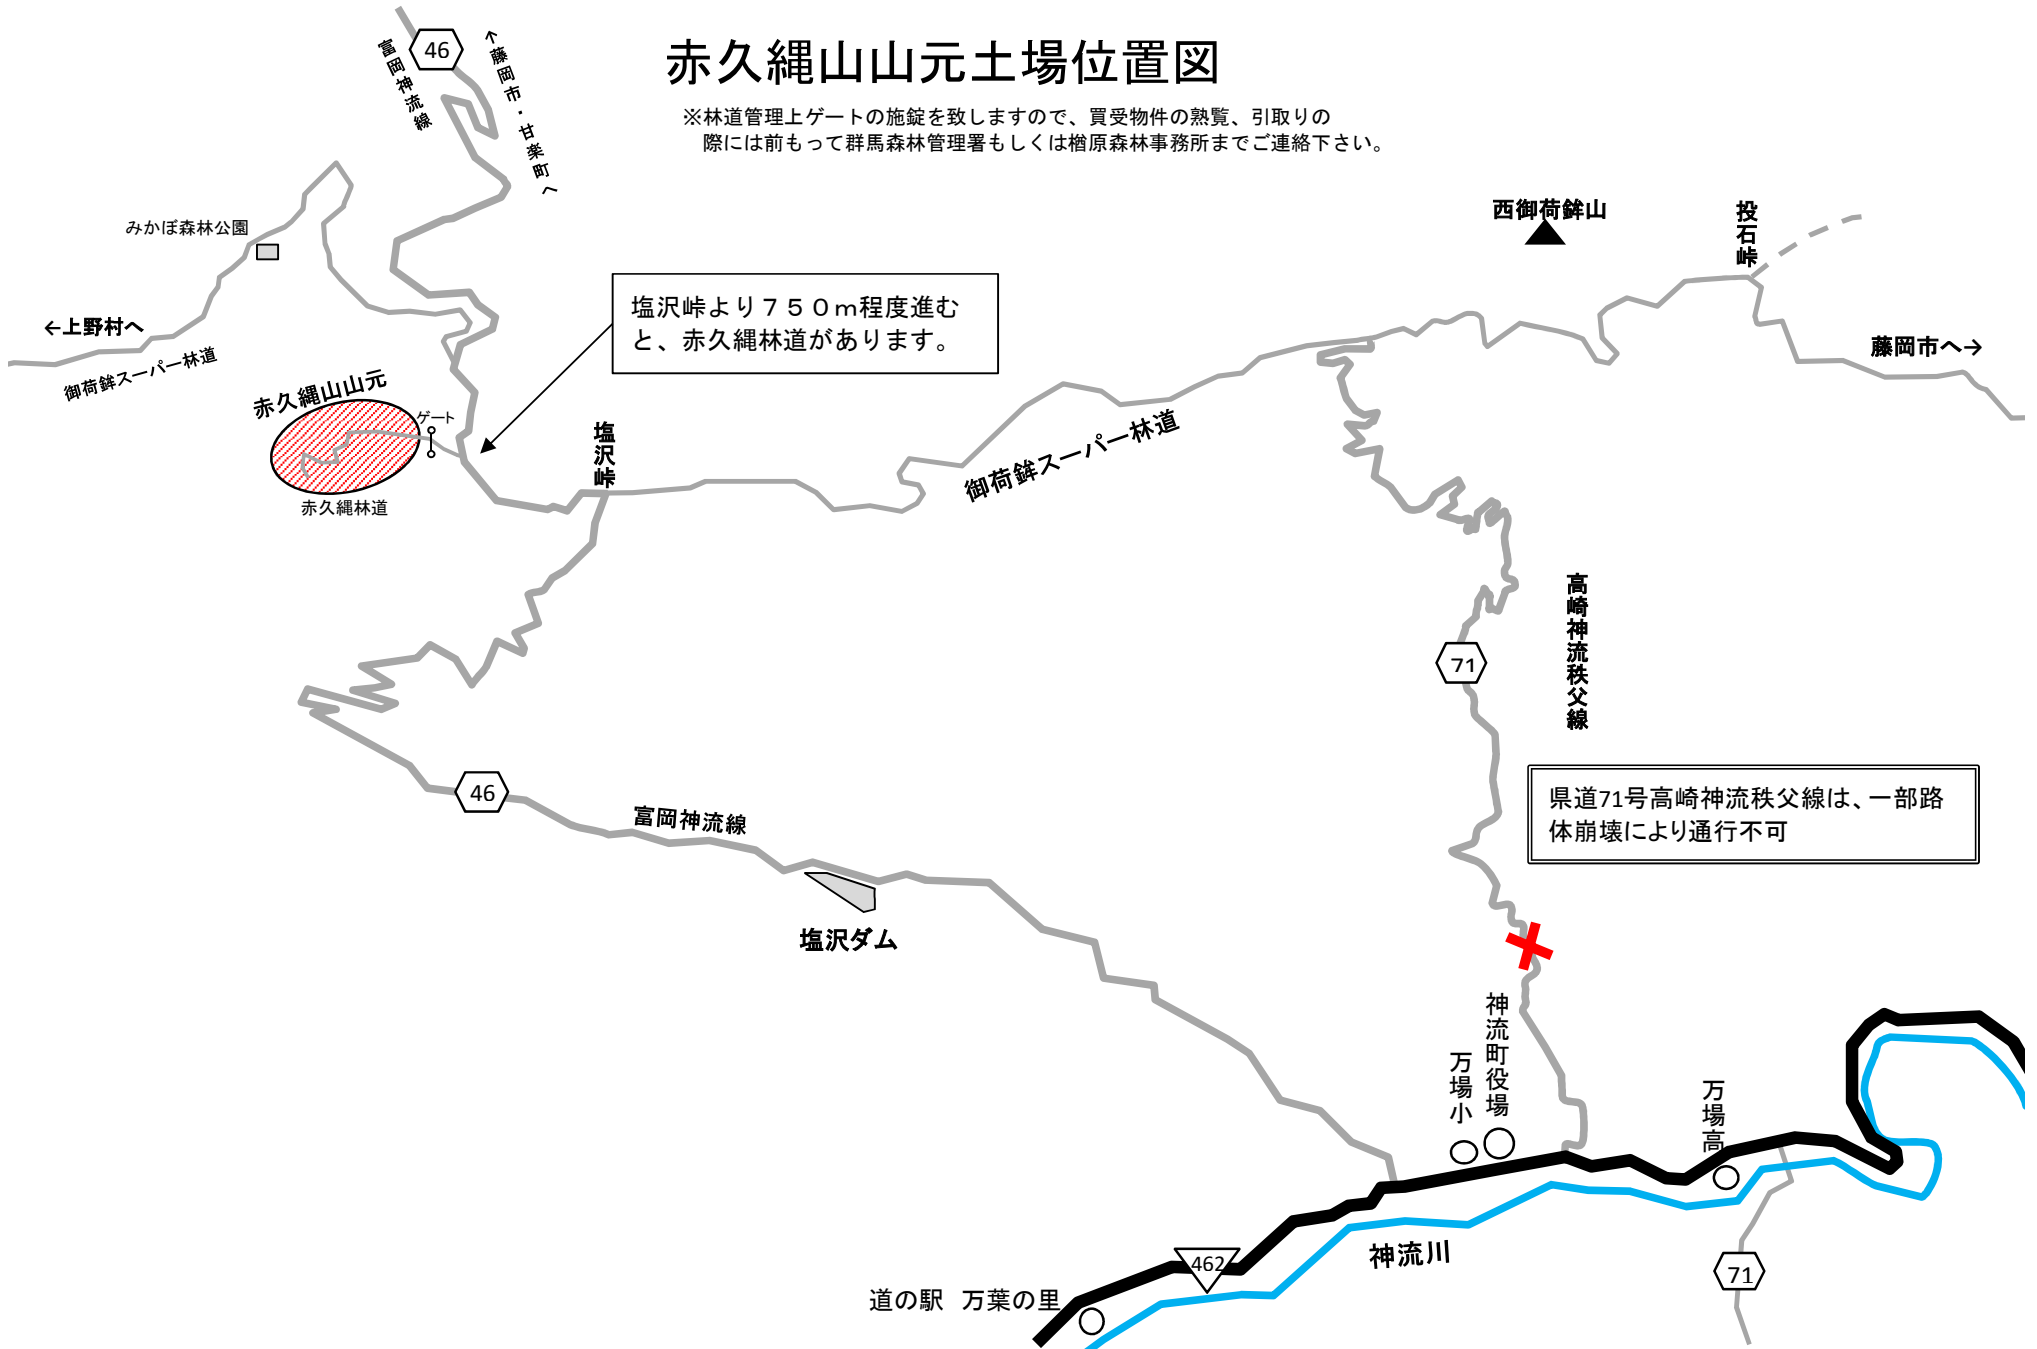 赤久縄山山元土場位置図
※林道管理上ゲートの施錠を致しますので、買受物件の熟覧、引取りの
際には前もって群馬森林管理署もしくは楢原森林事務所までご連絡下さい。
46
富岡神流線
↑藤岡市・甘楽町へ
みかぼ森林公園
西御荷鉾山
投石峠
←上野村へ
御荷鉾スーパー林道
塩沢峠より７５０ｍ程度進む
と、赤久縄林道があります。
藤岡市へ→
赤久縄山山元
ゲート
赤久縄林道
塩沢峠
御荷鉾スーパー林道
高崎神流秩父線
71
県道71号高崎神流秩父線は、一部路
体崩壊により通行不可
46
富岡神流線
塩沢ダム
神流町役場
万場小
万場高
神流川
462
71
道の駅　万葉の里